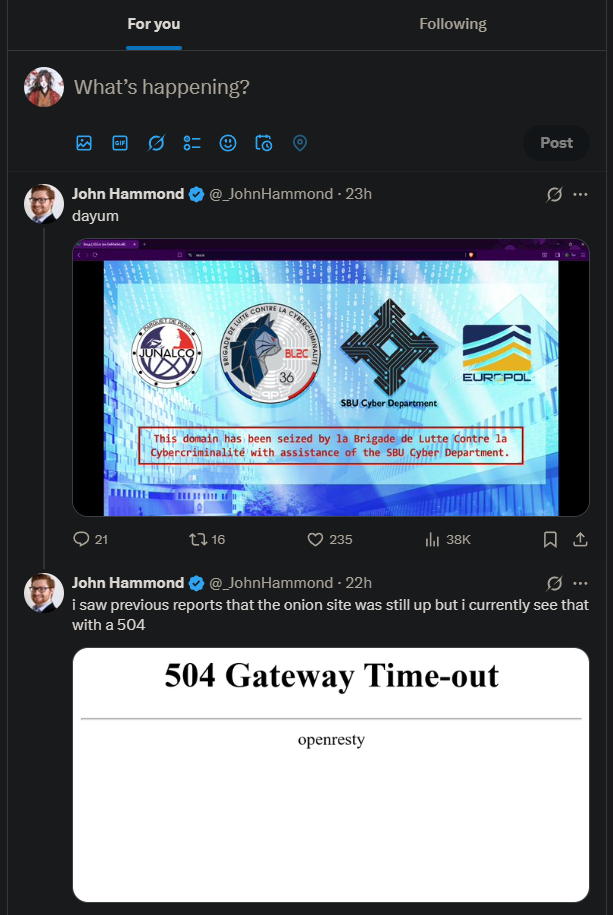 For you
Following
What's happening?
GIF
Post
John Hammond @_JohnHammond · 23h
dayum
PARQUET DE PARIS
JUNALCO
BRIGADE DE LUTTE CONTRE LA CYBERCRIMINALITÉ
BL2C
36
SBU Cyber Department
EUROPOL
This domain has been seized by la Brigade de Lutte Contre la
Cybercriminalité with assistance of the SBU Cyber Department.
21
16
235
38K
John Hammond @_JohnHammond · 22h
i saw previous reports that the onion site was still up but i currently see that
with a 504
504 Gateway Time-out
openresty